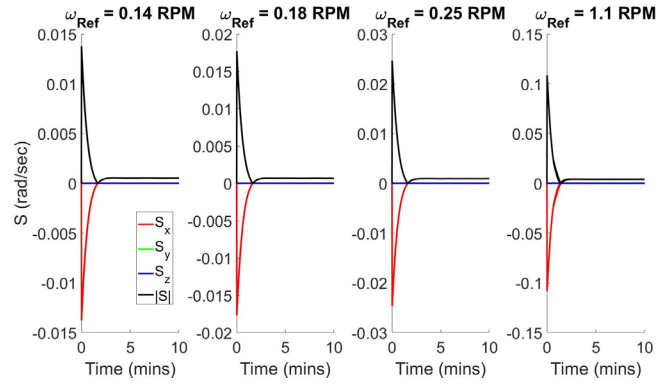 ω_Ref = 0.14 RPM
ω_Ref = 0.18 RPM
ω_Ref = 0.25 RPM
ω_Ref = 1.1 RPM
S (rad/sec)
0.015
0.01
0.005
0
-0.005
-0.01
-0.015
0 5 10
Time (mins)
S_x
S_y
S_z
|S|
0.02
0.015
0.01
0.005
0
-0.005
-0.01
-0.015
-0.02
0 5 10
Time (mins)
0.03
0.02
0.01
0
-0.01
-0.02
-0.03
0 5 10
Time (mins)
0.15
0.1
0.05
0
-0.05
-0.1
-0.15
0 5 10
Time (mins)